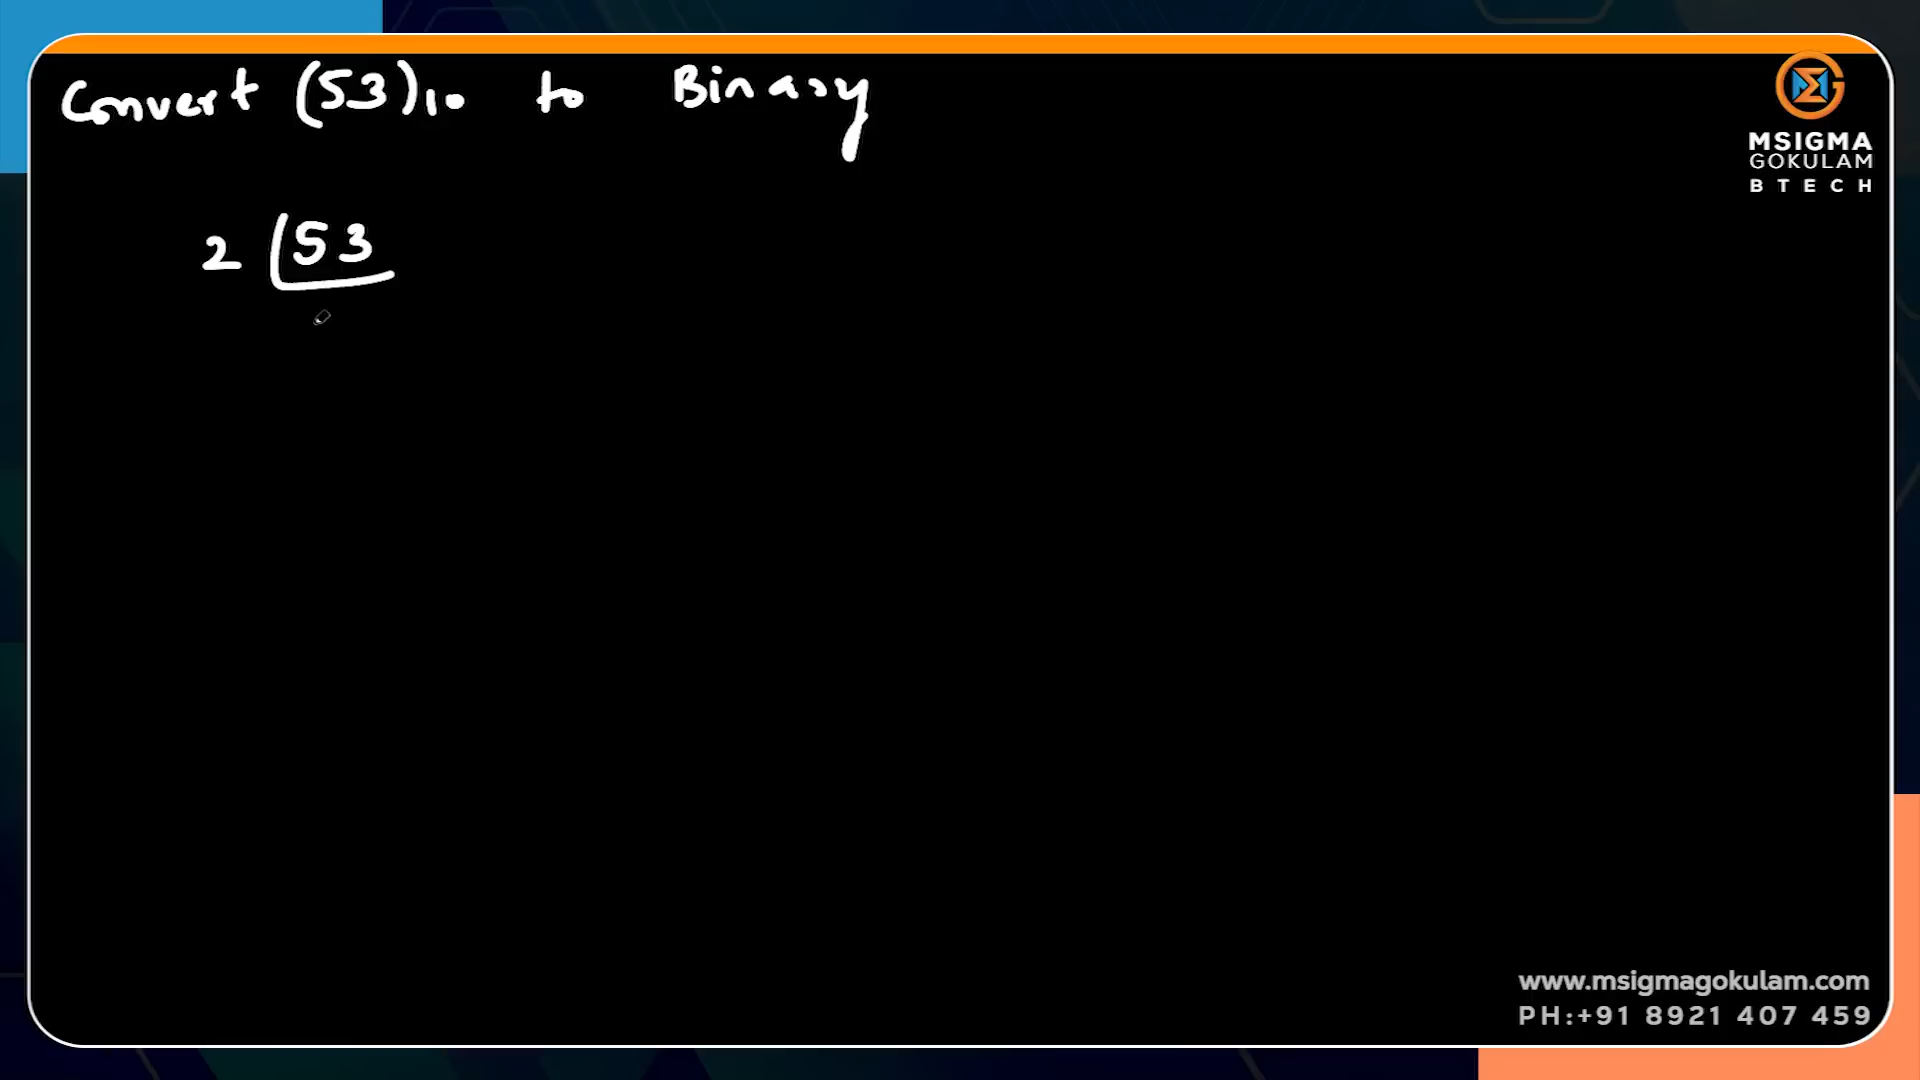 Convert (53)10 to Binary
MSIGMA
GOKULAM
BTECH
2 53
www.msigmagokulam.com
PH:+91 8921 407 459